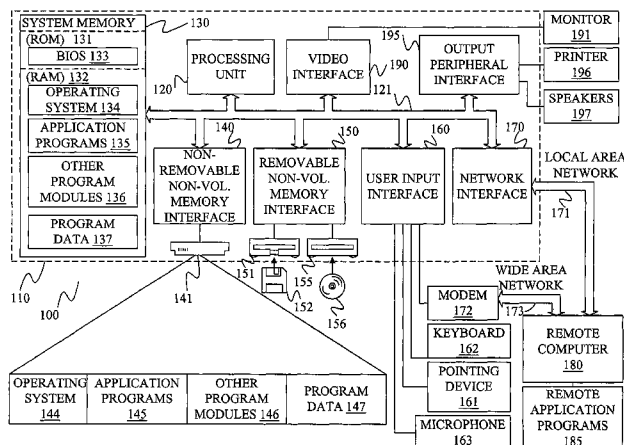 SYSTEM MEMORY 130
(ROM) 131
BIOS 133
(RAM) 132
OPERATING
SYSTEM 134
APPLICATION
PROGRAMS 135
OTHER
PROGRAM
MODULES 136
PROGRAM
DATA 137
PROCESSING
UNIT
120
VIDEO
INTERFACE
190
195
OUTPUT
PERIPHERAL
INTERFACE
121
MONITOR
191
PRINTER
196
SPEAKERS
197
140
NON-
REMOVABLE
NON-VOL.
MEMORY
INTERFACE
150
REMOVABLE
NON-VOL.
MEMORY
INTERFACE
160
USER INPUT
INTERFACE
170
NETWORK
INTERFACE
LOCAL AREA
NETWORK
171
110
100
141
151
152
155
156
WIDE AREA
NETWORK
173
MODEM
172
KEYBOARD
162
POINTING
DEVICE
161
MICROPHONE
163
REMOTE
COMPUTER
180
REMOTE
APPLICATION
PROGRAMS 185
OPERATING
SYSTEM 144
APPLICATION
PROGRAMS 145
OTHER
PROGRAM
MODULES 146
PROGRAM
DATA 147